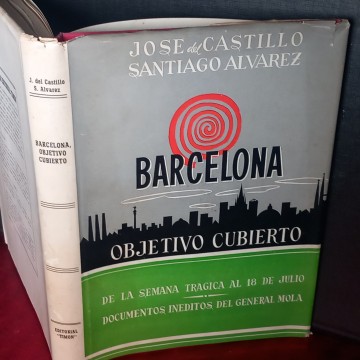 J. del Castillo
S. Alvarez
BARCELONA,
OBJETIVO
CUBIERTO
EDITORIAL
"TIMON"
JOSE del CASTILLO
SANTIAGO ALVAREZ
BARCELONA
OBJETIVO CUBIERTO
DE LA SEMANA TRAGICA AL 18 DE JULIO
DOCUMENTOS INEDITOS DEL GENERAL MOLA